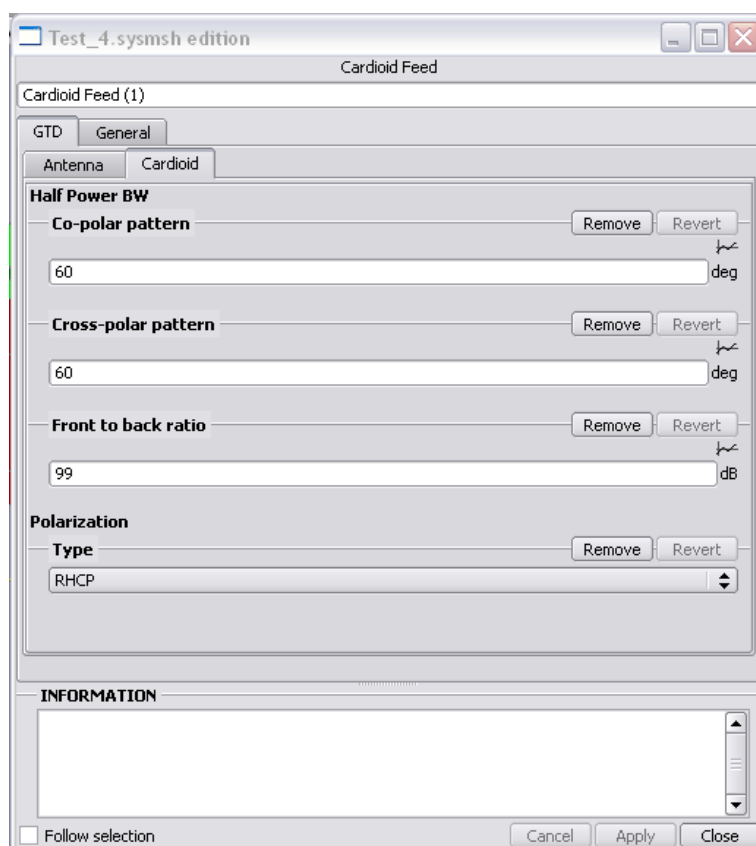 Test_4.sysmsh edition
Cardioid Feed
Cardioid Feed (1)
GTD General
Antenna Cardioid
Half Power BW
Co-polar pattern Remove Revert
60 deg
Cross-polar pattern Remove Revert
60 deg
Front to back ratio Remove Revert
99 dB
Polarization
Type Remove Revert
RHCP
INFORMATION
Follow selection Cancel Apply Close